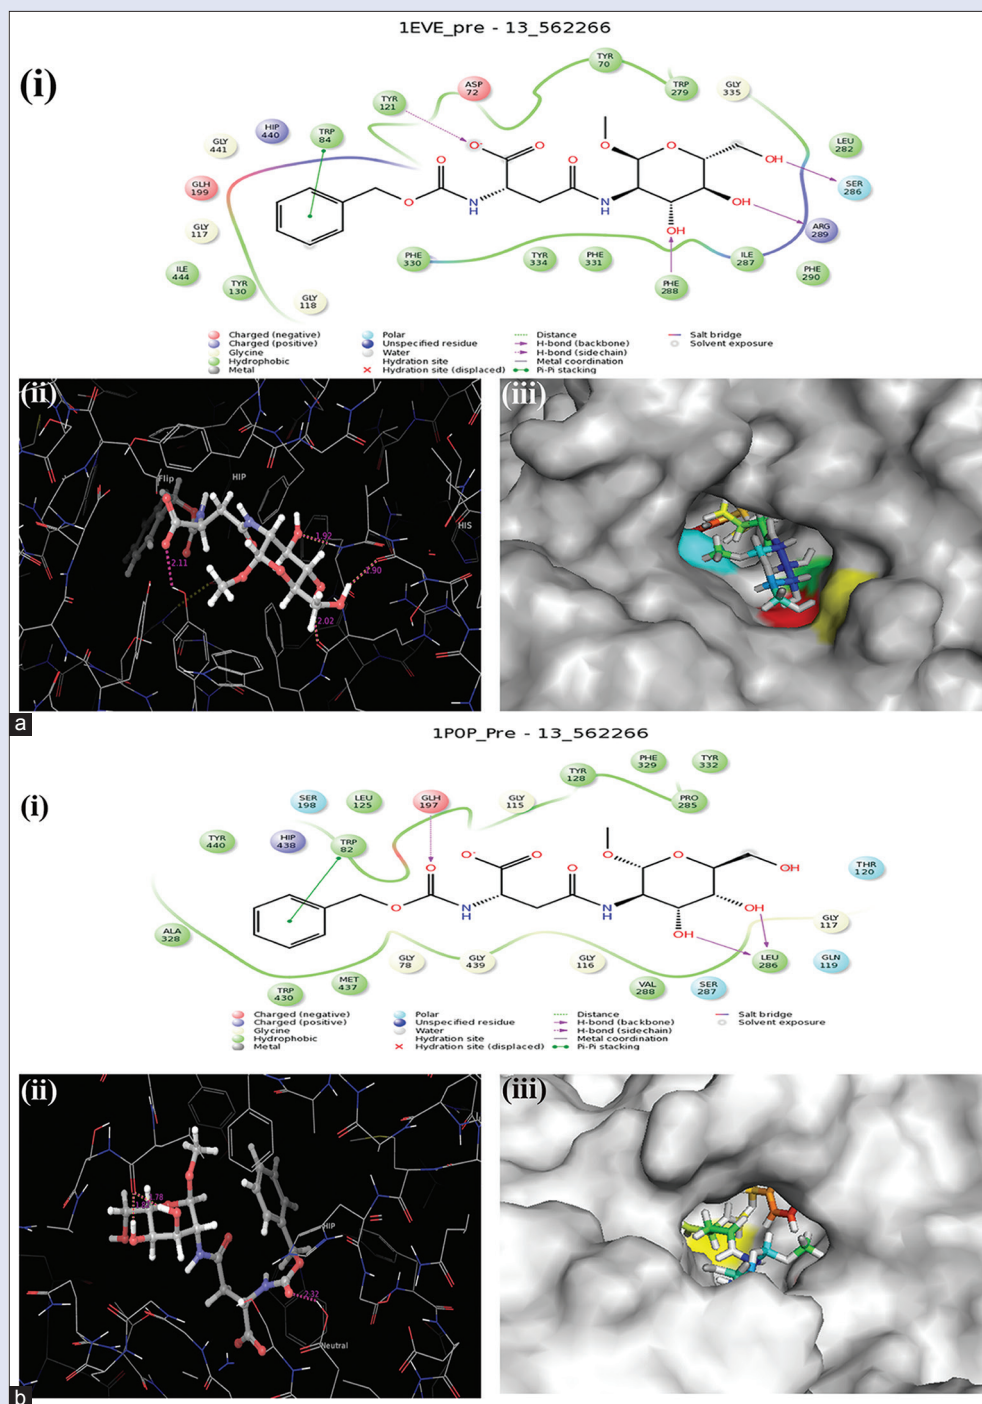 1EVE_pre - 13_562266
(i)
TYR
70
ASP
72
TRP
279
GLY
335
TYR
121
HIP
440
TRP
84
GLY
441
LEU
282
GLH
199
SER
286
GLY
117
ARG
289
ILE
444
TYR
130
GLY
118
PHE
330
TYR
334
PHE
331
PHE
288
ILE
287
PHE
290
O-
O
O
O
N
H
O
N
H
O
O
OH
OH
OH
Charged (negative)
Charged (positive)
Glycine
Hydrophobic
Metal
Polar
Unspecified residue
Water
Hydration site
Hydration site (displaced)
Distance
H-bond (backbone)
H-bond (sidechain)
Metal coordination
Pi-Pi stacking
Salt bridge
Solvent exposure
(ii)
Flip
HIP
HIS
1.92
2.11
2.02
(iii)
a
1P0P_Pre - 13_562266
(i)
PHE
329
TYR
332
TYR
128
SER
198
LEU
125
GLH
197
GLY
115
PRO
285
TYR
440
HIP
438
TRP
82
THR
120
ALA
328
GLY
117
GLY
78
GLY
439
GLY
116
LEU
286
GLN
119
TRP
430
MET
437
VAL
288
SER
287
O-
O
O
O
N
H
O
N
H
O
O
OH
OH
OH
Charged (negative)
Charged (positive)
Glycine
Hydrophobic
Metal
Polar
Unspecified residue
Water
Hydration site
Hydration site (displaced)
Distance
H-bond (backbone)
H-bond (sidechain)
Metal coordination
Pi-Pi stacking
Salt bridge
Solvent exposure
(ii)
HIP
2.32
Neutral
(iii)
b